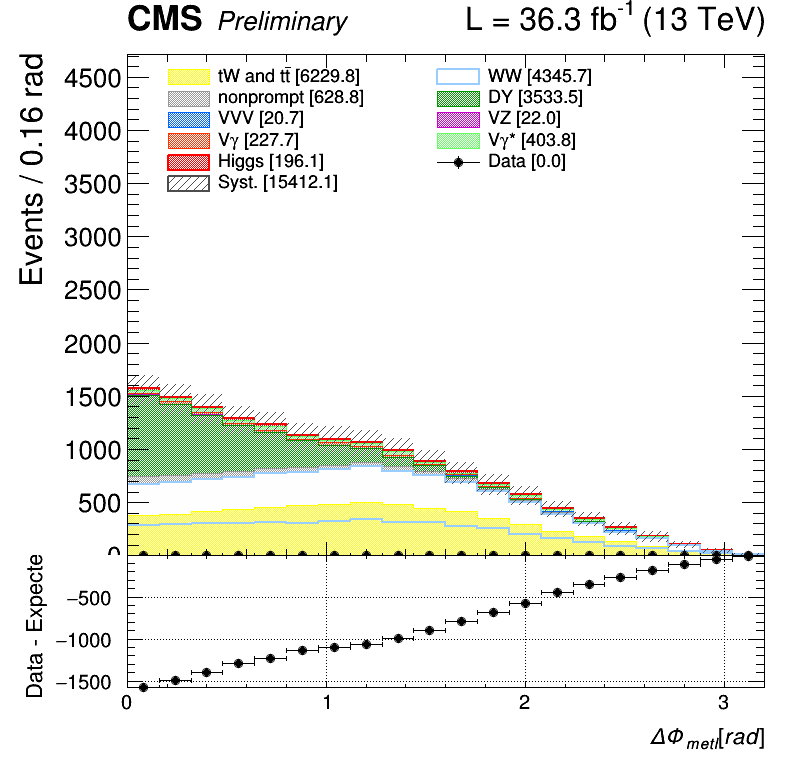 CMS Preliminary L = 36.3 fb⁻¹ (13 TeV)
Events / 0.16 rad
4500
4000
3500
3000
2500
2000
1500
1000
500
0
tW and tt̄ [6229.8]
WW [4345.7]
nonprompt [628.8]
DY [3533.5]
VVV [20.7]
VZ [22.0]
Vγ [227.7]
Vγ* [403.8]
Higgs [196.1]
Data [0.0]
Syst. [15412.1]
Data - Expecte
−500
−1000
−1500
0 1 2 3
ΔΦ metl[rad]